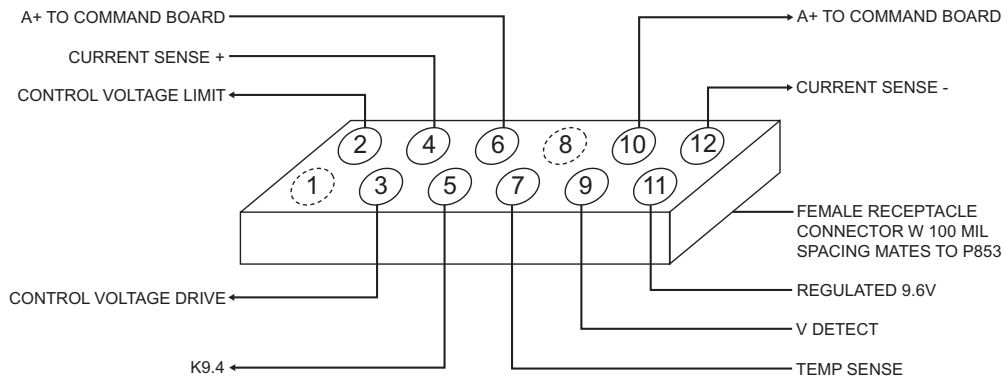 A+ TO COMMAND BOARD
A+ TO COMMAND BOARD
CURRENT SENSE +
CURRENT SENSE -
CONTROL VOLTAGE LIMIT
2 4 6 8 10 12
1 3 5 7 9 11
FEMALE RECEPTACLE
CONNECTOR W 100 MIL
SPACING MATES TO P853
CONTROL VOLTAGE DRIVE
REGULATED 9.6V
V DETECT
K9.4
TEMP SENSE